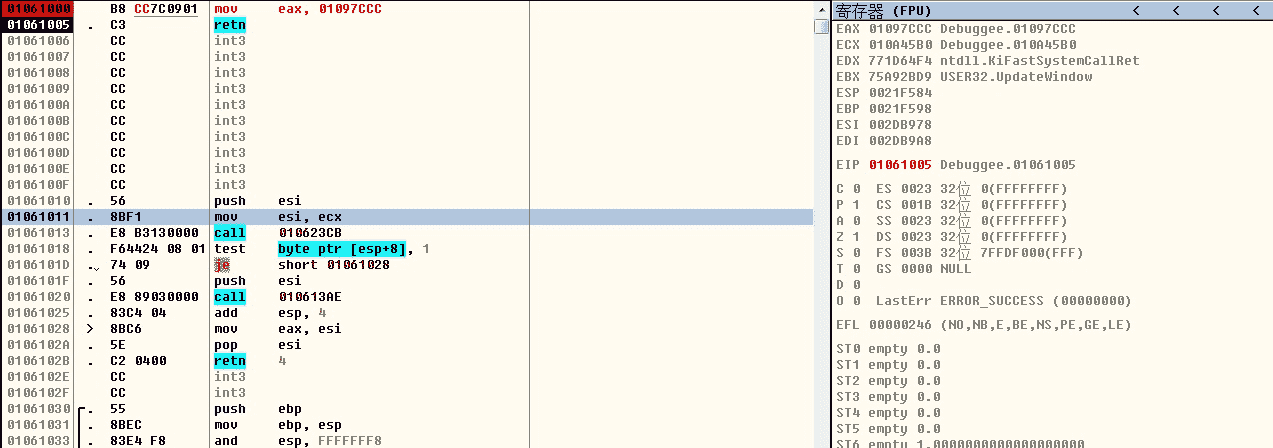 01061000 B8 CC7C0901 mov eax, 01097CCC
01061005 . C3 retn
01061006 CC int3
01061007 CC int3
01061008 CC int3
01061009 CC int3
0106100A CC int3
0106100B CC int3
0106100C CC int3
0106100D CC int3
0106100E CC int3
0106100F CC int3
01061010 . 56 push esi
01061011 . 8BF1 mov esi, ecx
01061013 . E8 B3130000 call 010623CB
01061018 . F64424 08 01 test byte ptr [esp+8], 1
0106101D . 74 09 je short 01061028
0106101F . 56 push esi
01061020 . E8 89030000 call 010613AE
01061025 . 83C4 04 add esp, 4
01061028 > 8BC6 mov eax, esi
0106102A . 5E pop esi
0106102B . C2 0400 retn 4
0106102E CC int3
0106102F CC int3
01061030 . 55 push ebp
01061031 . 8BEC mov ebp, esp
01061033 . 83E4 F8 and esp, FFFFFFF8
寄存器 (FPU) < < < <
EAX 01097CCC Debuggee.01097CCC
ECX 010A45B0 Debuggee.010A45B0
EDX 771D64F4 ntdll.KiFastSystemCallRet
EBX 75A92BD9 USER32.UpdateWindow
ESP 0021F584
EBP 0021F598
ESI 002DB978
EDI 002DB9A8
EIP 01061005 Debuggee.01061005
C 0 ES 0023 32位 0(FFFFFFFF)
P 1 CS 001B 32位 0(FFFFFFFF)
A 0 SS 0023 32位 0(FFFFFFFF)
Z 1 DS 0023 32位 0(FFFFFFFF)
S 0 FS 003B 32位 7FFDF000(FFF)
T 0 GS 0000 NULL
D 0
O 0 LastErr ERROR_SUCCESS (00000000)
EFL 00000246 (NO,NB,E,BE,NS,PE,GE,LE)
ST0 empty 0.0
ST1 empty 0.0
ST2 empty 0.0
ST3 empty 0.0
ST4 empty 0.0
ST5 empty 0.0
ST6 empty 1.0000000000000000000